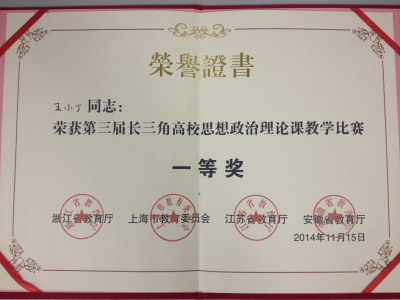 榮譽證書
王小丁同志：
荣获第三届长三角高校思想政治理论课教学比赛
一等奖
浙江省教育厅 上海市教育委员会 江苏省教育厅 安徽省教育厅
2014年11月15日